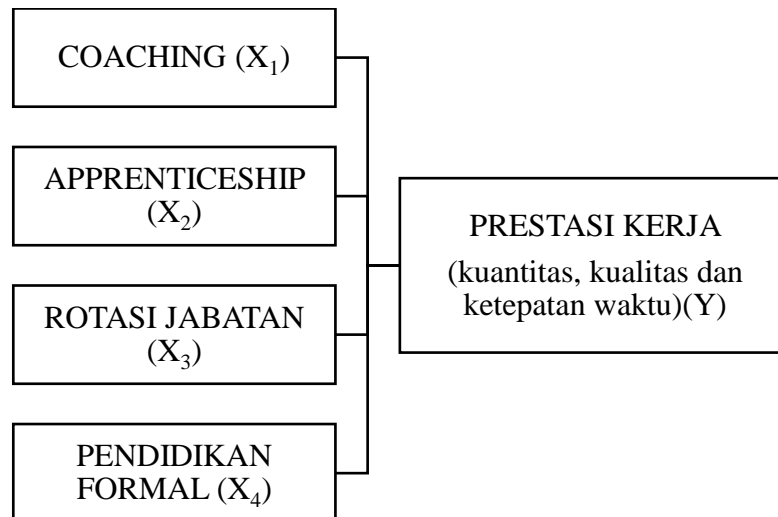 COACHING (X₁)
APPRENTICESHIP
(X₂)
ROTASI JABATAN
(X₃)
PENDIDIKAN
FORMAL (X₄)
PRESTASI KERJA
(kuantitas, kualitas dan
ketepatan waktu)(Y)